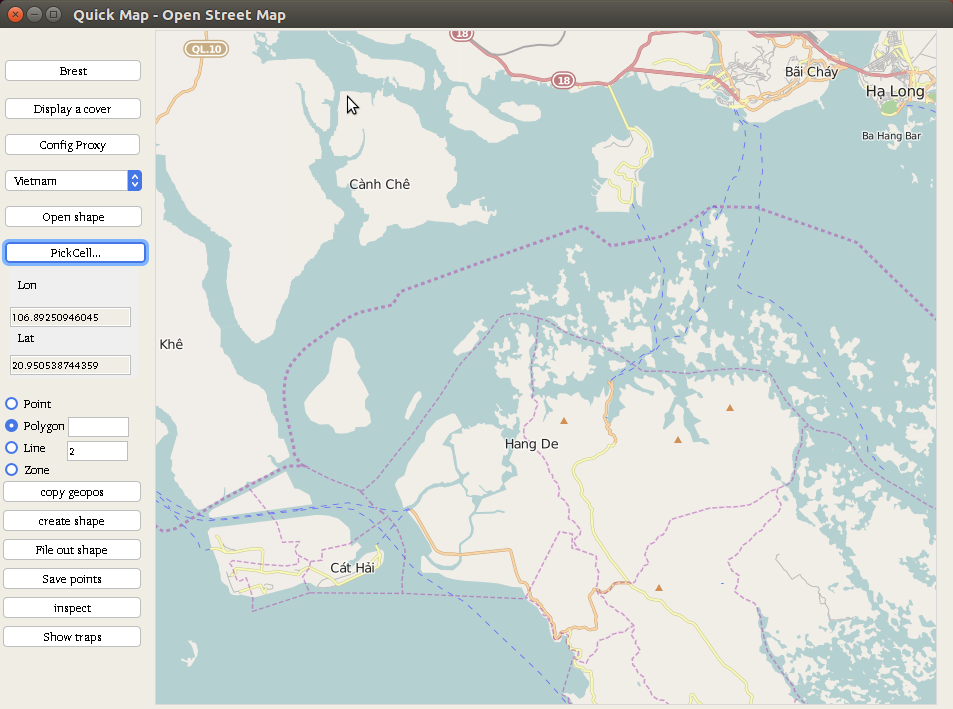 Quick Map - Open Street Map
Brest
Display a cover
Config Proxy
Vietnam
Open shape
PickCell...
Lon
106.89250946045
Lat
20.950538744359
Point
Polygon
Line
2
Zone
copy geopos
create shape
File out shape
Save points
inspect
Show traps
18
QL.10
18
Bãi Cháy
Hạ Long
Ba Hang Bar
Cành Chê
Khê
Hang De
Cát Hải